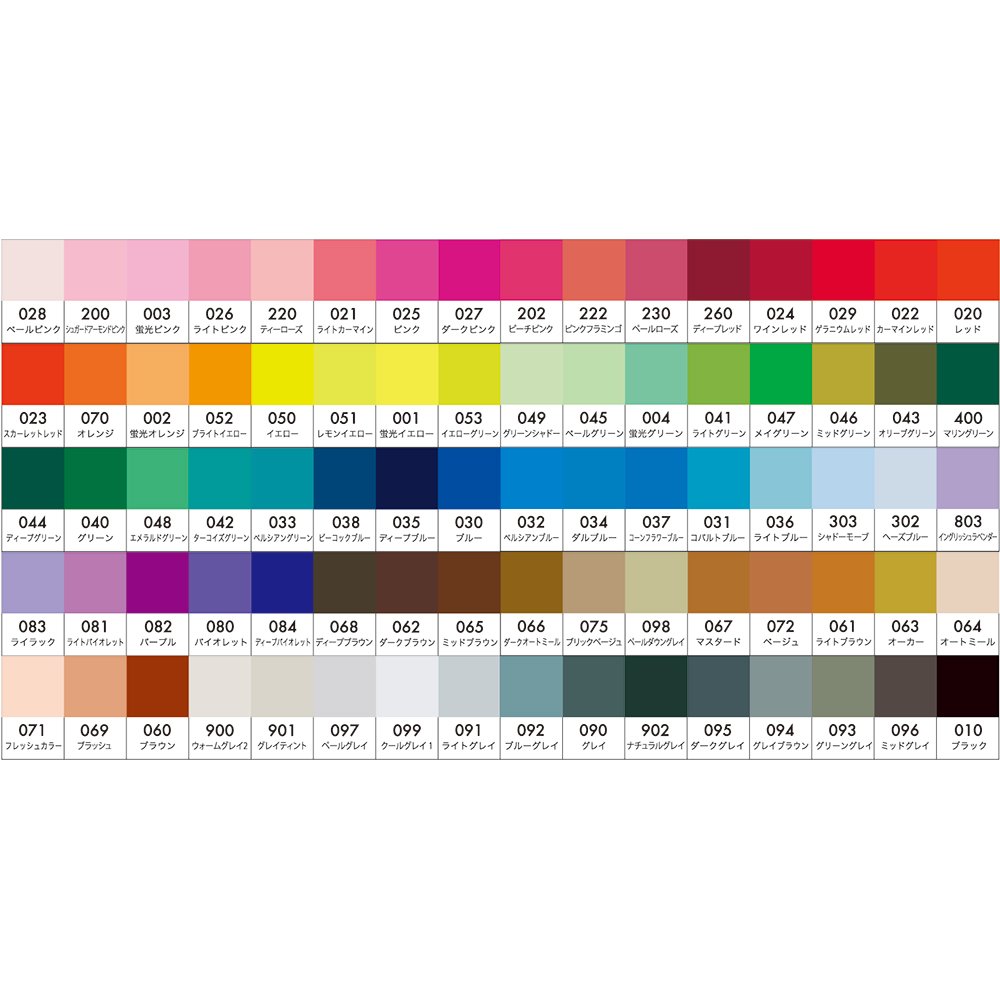 028 200 003 026 220 021 025 027 202 222 230 260 024 029 022 020
ペールピンク シュガードアーモンドピンク 蛍光ピンク ライトピンク ティーローズ ライトカーマイン ピンク ダークピンク ピーチピンク ピンクフラミンゴ ペールローズ ディープレッド ワインレッド ゲラニウムレッド カーマインレッド レッド
023 070 002 052 050 051 001 053 049 045 004 041 047 046 043 400
スカーレットレッド オレンジ 蛍光オレンジ ブライトイエロー イエロー レモンイエロー 蛍光イエロー イエローグリーン グリーンシャドー ペールグリーン 蛍光グリーン ライトグリーン メイグリーン ミッドグリーン オリーブグリーン マリングリーン
044 040 048 042 033 038 035 030 032 034 037 031 036 303 302 803
ディープグリーン グリーン エメラルドグリーン ターコイズグリーン ペルシアングリーン ピーコックブルー ディープブルー ブルー ペルシアンブルー ダルブルー コーンフラワーブルー コバルトブルー ライトブルー シャドーモーブ ヘーズブルー イングリッシュラベンダー
083 081 082 080 084 068 062 065 066 075 098 067 072 061 063 064
ライラック ライトバイオレット パープル バイオレット ディープバイオレット ディープブラウン ダークブラウン ミッドブラウン ダークオートミール ブリックベージュ ペールダウングレイ マスタード ベージュ ライトブラウン オーカー オートミール
071 069 060 900 901 097 099 091 092 090 902 095 094 093 096 010
フレッシュカラー ブラッシュ ブラウン ウォームグレイ2 グレイティント ペールグレイ クールグレイ1 ライトグレイ ブルーグレイ グレイ ナチュラルグレイ ダークグレイ グレイブラウン グリーングレイ ミッドグレイ ブラック